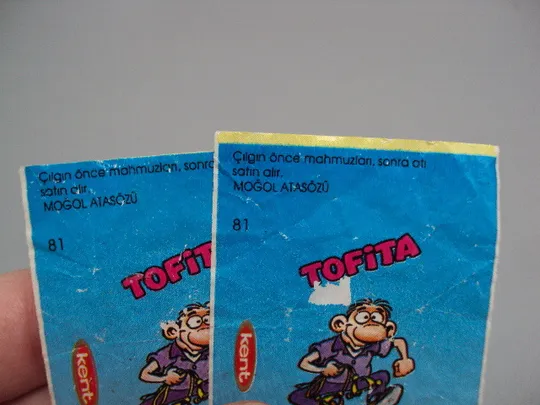 Çılgın önce mahmuzları, sonra
satın alır.
MOĞOL ATASÖZÜ
81
TOFiTA
kent
Çılgın önce mahmuzları, sonra atı
satın alır.
MOĞOL ATASÖZÜ
81
TOFiTA
kent